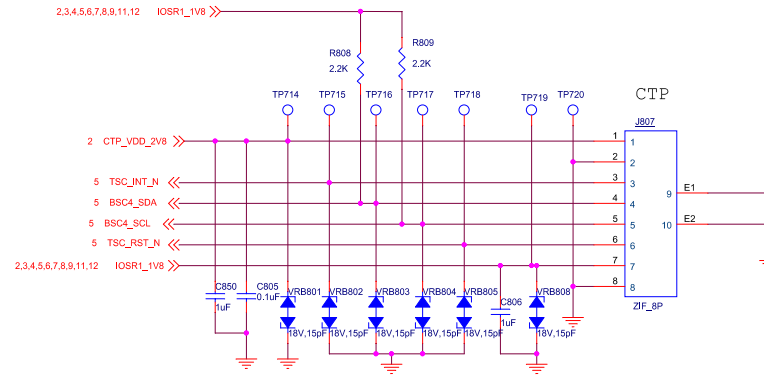 2,3,4,5,6,7,8,9,11,12 IOSR1_1V8
R808
2.2K
R809
2.2K
TP714 TP715 TP716 TP717 TP718 TP719 TP720
CTP
J807
2 CTP_VDD_2V8 1 1
2 2
5 TSC_INT_N 3 3
9 E1
5 BSC4_SDA 4 4
5 BSC4_SCL 5 5
10 E2
5 TSC_RST_N 6 6
2,3,4,5,6,7,8,9,11,12 IOSR1_1V8 7 7
8 8
ZIF_8P
C850
1uF
C805
0.1uF
VRB801
18V,15pF
VRB802
18V,15pF
VRB803
18V,15pF
VRB804
18V,15pF
VRB805
18V,15pF
C806
1uF
VRB808
18V,15pF